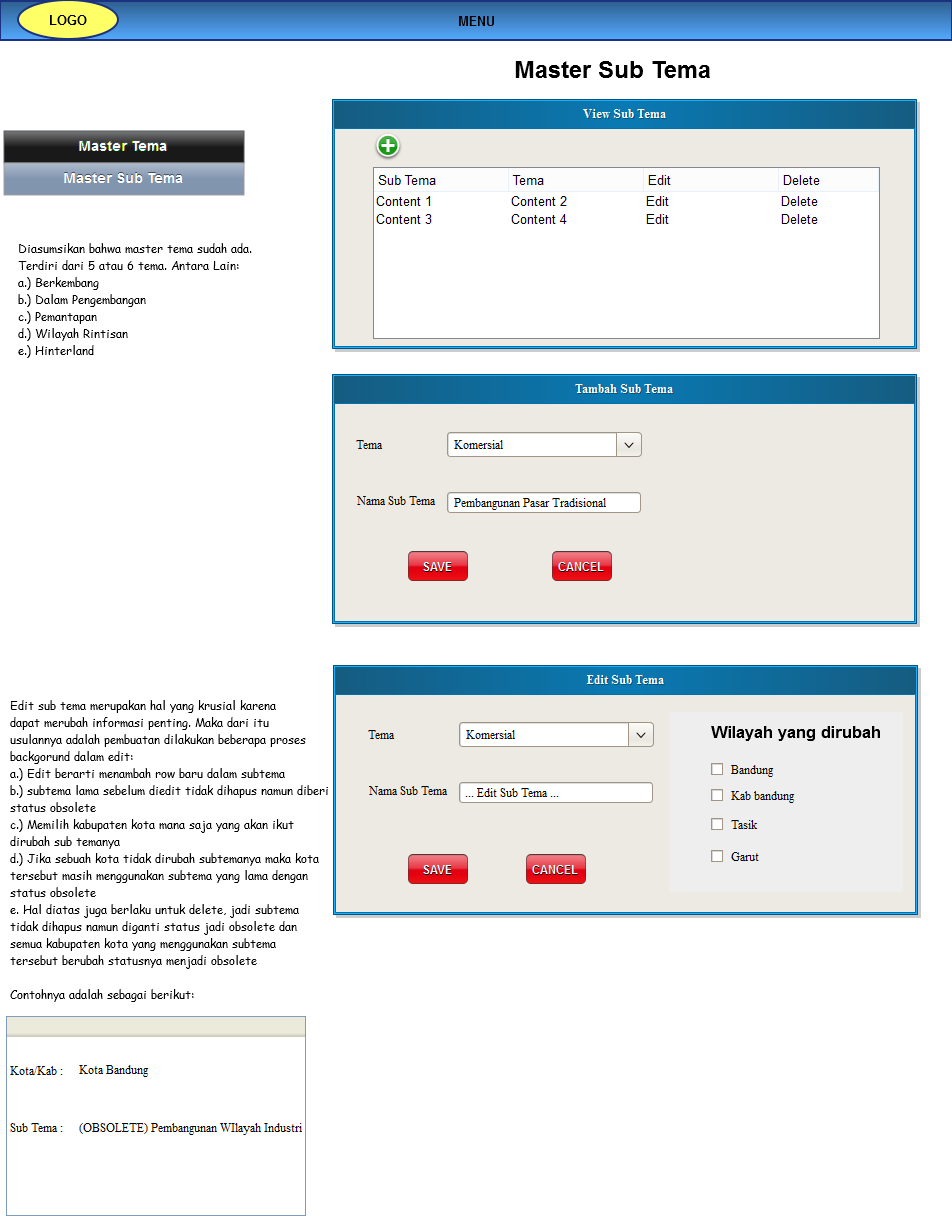 LOGO
MENU
Master Sub Tema
Master Tema
Master Sub Tema
Diasumsikan bahwa master tema sudah ada.
Terdiri dari 5 atau 6 tema. Antara Lain:
a.) Berkembang
b.) Dalam Pengembangan
c.) Pemantapan
d.) Wilayah Rintisan
e.) Hinterland
View Sub Tema
Sub Tema Tema Edit Delete
Content 1 Content 2 Edit Delete
Content 3 Content 4 Edit Delete
Tambah Sub Tema
Tema Komersial
Nama Sub Tema Pembangunan Pasar Tradisional
SAVE CANCEL
Edit sub tema merupakan hal yang krusial karena
dapat merubah informasi penting. Maka dari itu
usulannya adalah pembuatan dilakukan beberapa proses
backgorund dalam edit:
a.) Edit berarti menambah row baru dalam subtema
b.) subtema lama sebelum diedit tidak dihapus namun diberi
status obsolete
c.) Memilih kabupaten kota mana saja yang akan ikut
dirubah sub temanya
d.) Jika sebuah kota tidak dirubah subtemanya maka kota
tersebut masih menggunakan subtema yang lama dengan
status obsolete
e. Hal diatas juga berlaku untuk delete, jadi subtema
tidak dihapus namun diganti status jadi obsolete dan
semua kabupaten kota yang menggunakan subtema
tersebut berubah statusnya menjadi obsolete
Contohnya adalah sebagai berikut:
Edit Sub Tema
Tema Komersial
Nama Sub Tema ... Edit Sub Tema ...
SAVE CANCEL
Wilayah yang dirubah
Bandung
Kab bandung
Tasik
Garut
Kota/Kab : Kota Bandung
Sub Tema : (OBSOLETE) Pembangunan WIlayah Industri